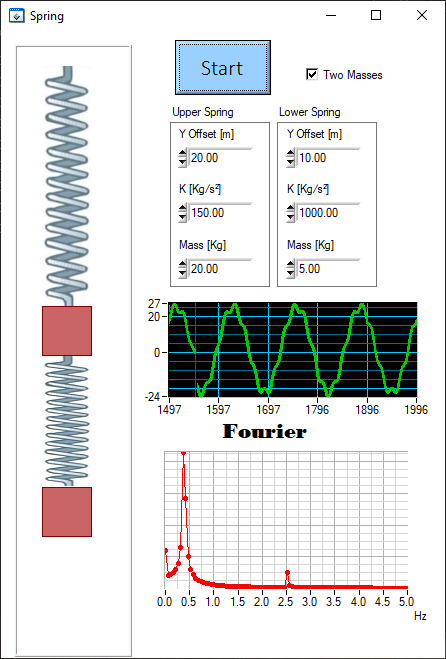 Spring
Start
Two Masses
Upper Spring
Lower Spring
Y Offset [m]
Y Offset [m]
20.00
10.00
K [Kg/s²]
K [Kg/s²]
150.00
1000.00
Mass [Kg]
Mass [Kg]
20.00
5.00
27
20
0
-24
1497 1597 1697 1796 1896 1996
Fourier
0.0 0.5 1.0 1.5 2.0 2.5 3.0 3.5 4.0 4.5 5.0
Hz